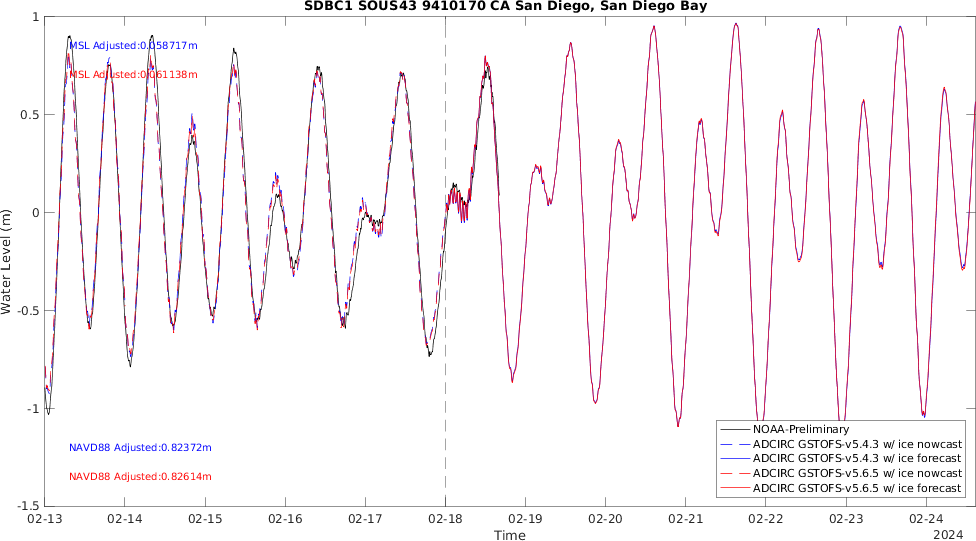 SDBC1 SOUS43 9410170 CA San Diego, San Diego Bay
1
MSL Adjusted:0.058717m
MSL Adjusted:0.061138m
0.5
0
-0.5
-1
-1.5
Water Level (m)
NAVD88 Adjusted:0.82372m
NAVD88 Adjusted:0.82614m
NOAA-Preliminary
ADCIRC GSTOFS-v5.4.3 w/ ice nowcast
ADCIRC GSTOFS-v5.4.3 w/ ice forecast
ADCIRC GSTOFS-v5.6.5 w/ ice nowcast
ADCIRC GSTOFS-v5.6.5 w/ ice forecast
02-13 02-14 02-15 02-16 02-17 02-18 02-19 02-20 02-21 02-22 02-23 02-24
Time
2024